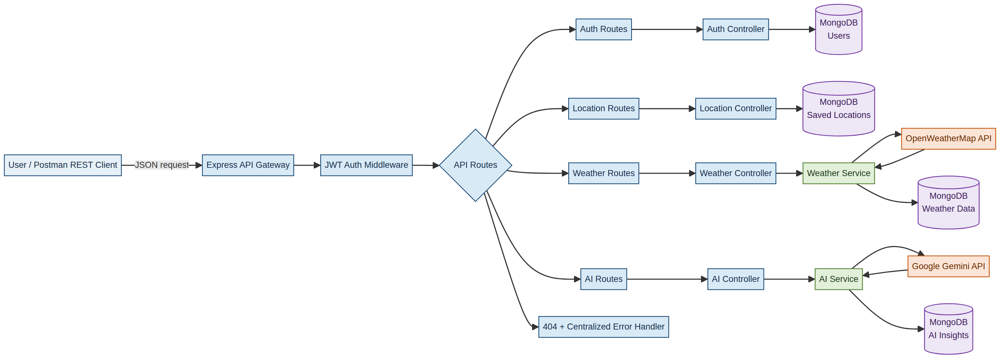 User / Postman REST Client
JSON request
Express API Gateway
JWT Auth Middleware
API Routes
Auth Routes
Auth Controller
MongoDB
Users
Location Routes
Location Controller
MongoDB
Saved Locations
Weather Routes
Weather Controller
Weather Service
OpenWeatherMap API
MongoDB
Weather Data
AI Routes
AI Controller
AI Service
Google Gemini API
MongoDB
AI Insights
404 + Centralized Error Handler